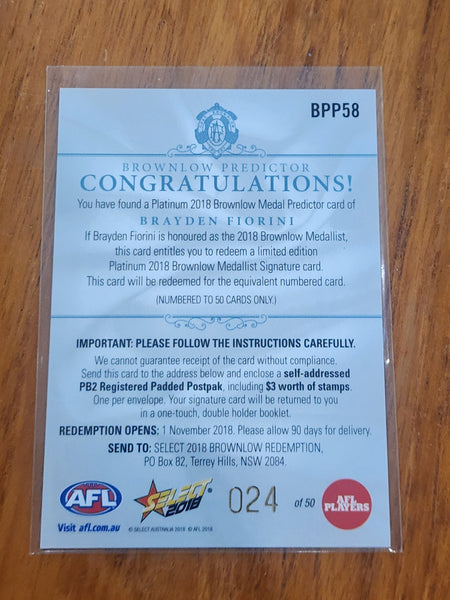 BPP58
BROWNLOW PREDICTOR
CONGRATULATIONS!
You have found a Platinum 2018 Brownlow Medal Predictor card of
BRAYDEN FIORINI
If Brayden Fiorini is honoured as the 2018 Brownlow Medallist,
this card entitles you to redeem a limited edition
Platinum 2018 Brownlow Medallist Signature card.
This card will be redeemed for the equivalent numbered card.
(NUMBERED TO 50 CARDS ONLY.)
IMPORTANT: PLEASE FOLLOW THE INSTRUCTIONS CAREFULLY.
We cannot guarantee receipt of the card without compliance.
Send this card to the address below and enclose a self-addressed
PB2 Registered Padded Postpak, including $3 worth of stamps.
One per envelope. Your signature card will be returned to you
in a one-touch, double holder booklet.
REDEMPTION OPENS: 1 November 2018. Please allow 90 days for delivery.
SEND TO: SELECT 2018 BROWNLOW REDEMPTION,
PO Box 82, Terrey Hills, NSW 2084.
AFL
SELECT
2018
024 of 50
AFL
PLAYERS
Visit afl.com.au
© SELECT AUSTRALIA 2018 © AFL 2018